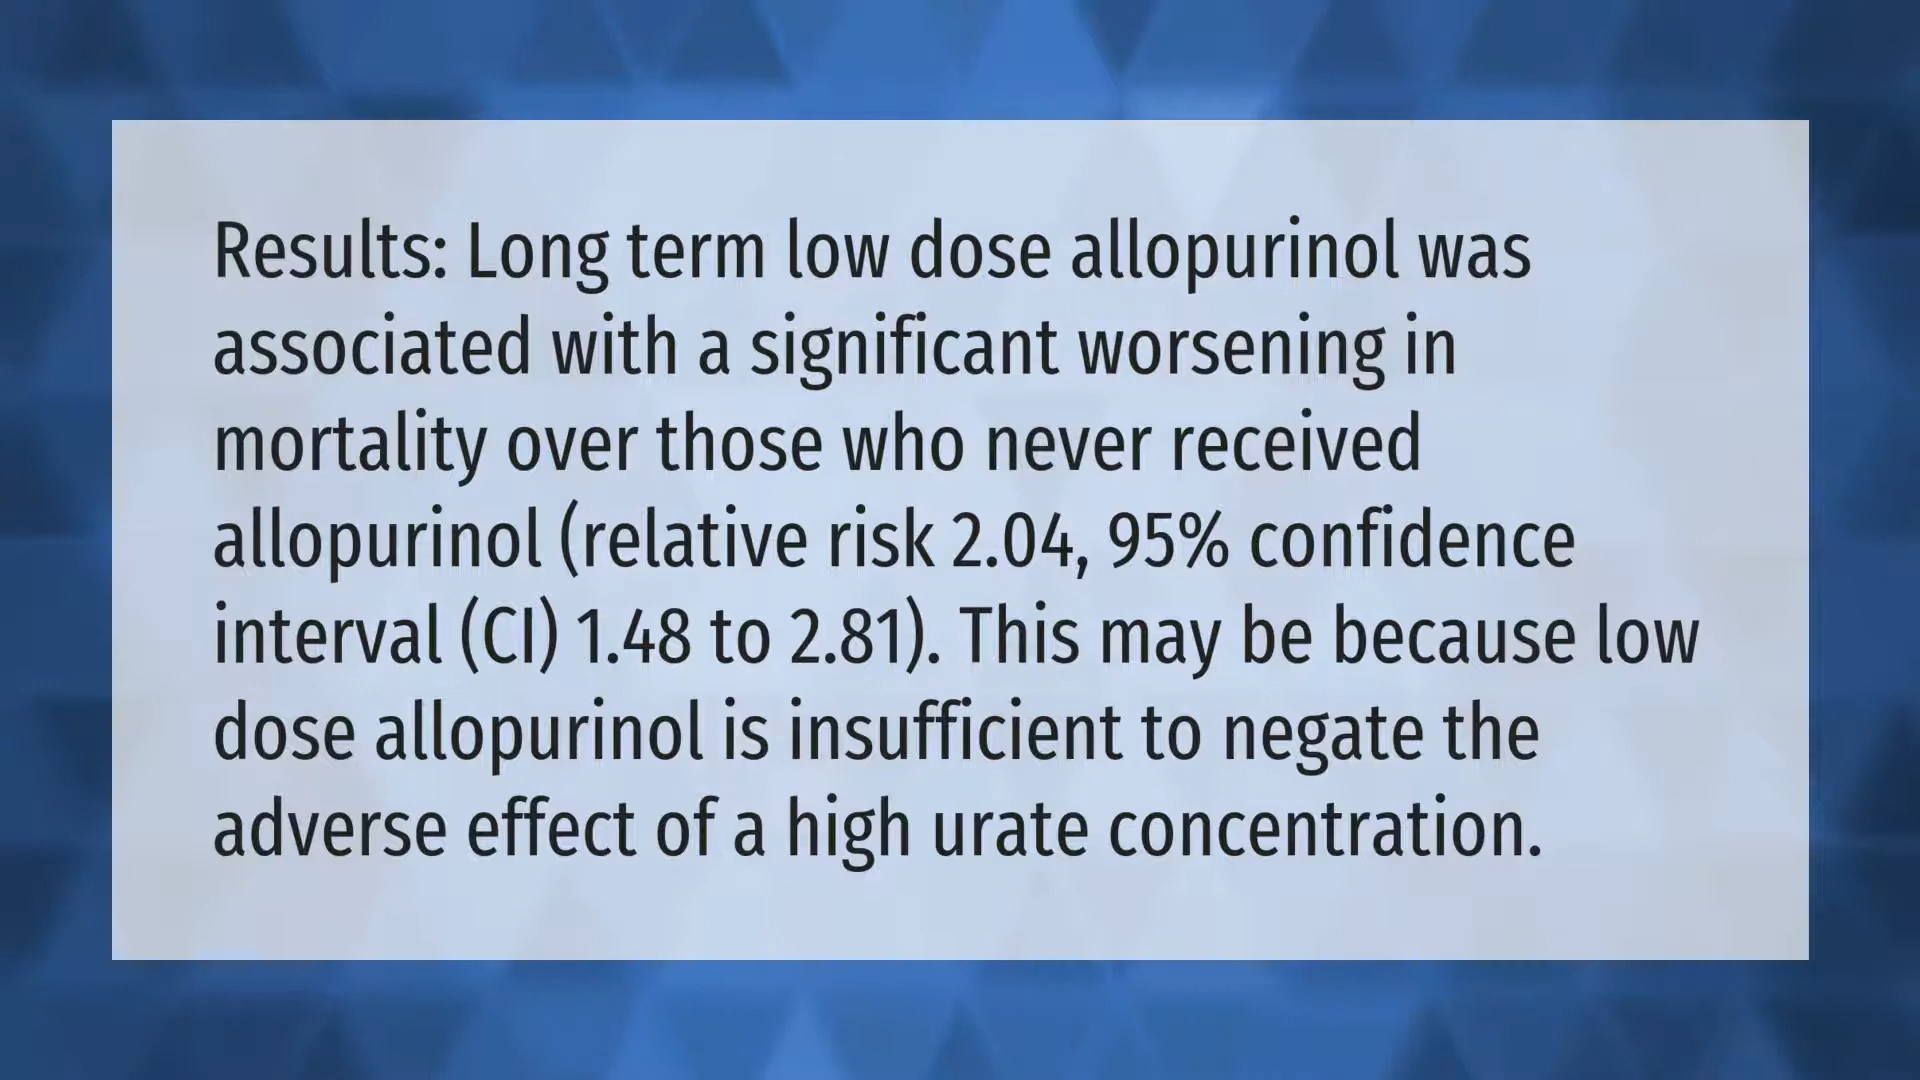 Results: Long term low dose allopurinol was
associated with a significant worsening in
mortality over those who never received
allopurinol (relative risk 2.04, 95% confidence
interval (CI) 1.48 to 2.81). This may be because low
dose allopurinol is insufficient to negate the
adverse effect of a high urate concentration.